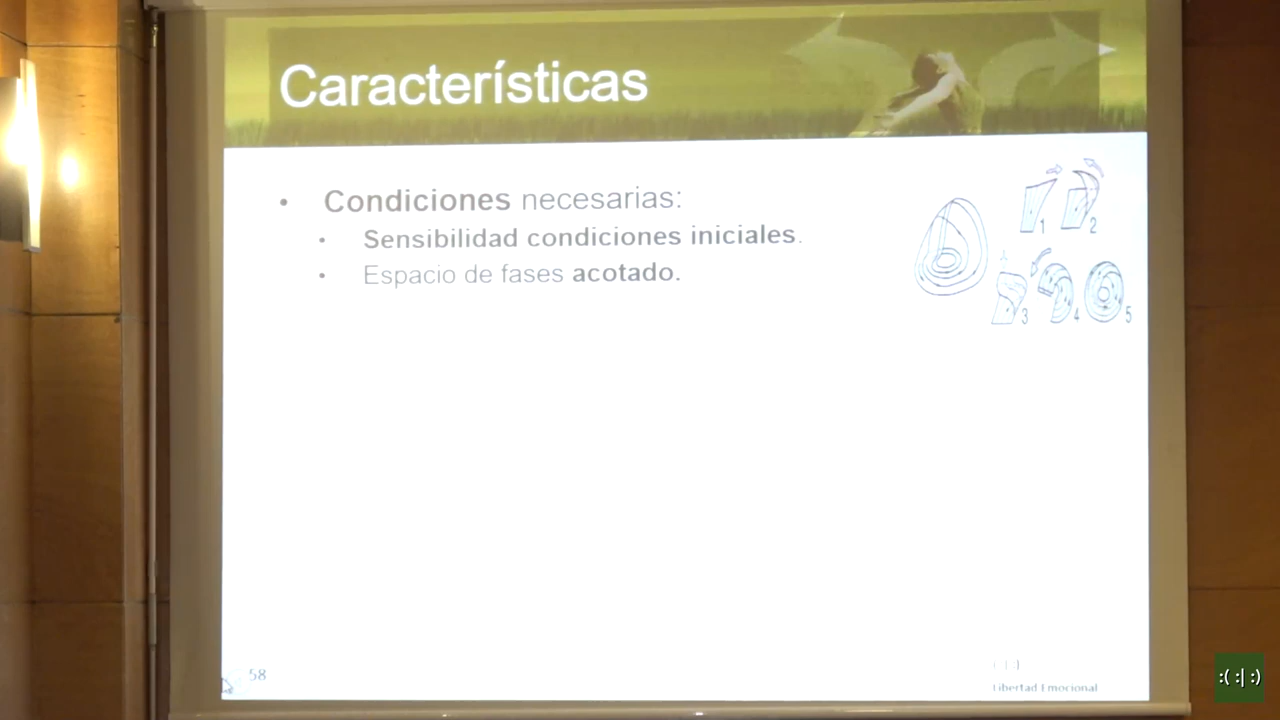 Características
• Condiciones necesarias:
• Sensibilidad condiciones iniciales.
• Espacio de fases acotado.
1
2
3
4
5
58
Libertad Emocional
:( :| :)